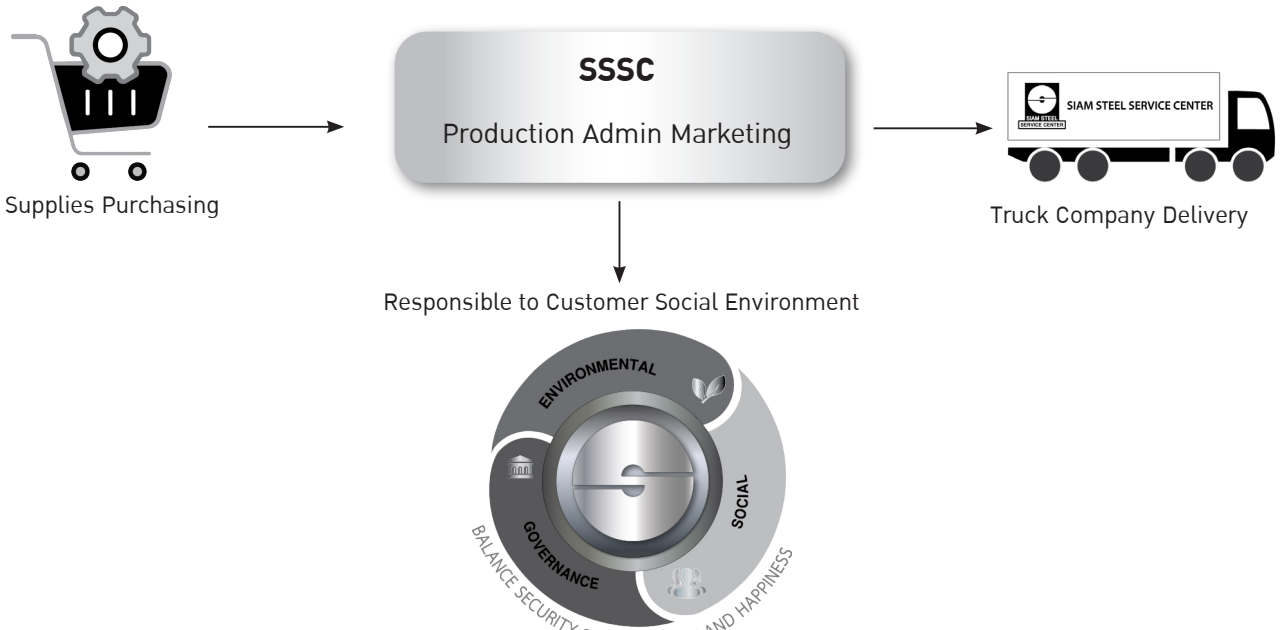 SSSC
Production Admin Marketing
SIAM STEEL SERVICE CENTER
SIAM STEEL
SERVICE CENTER
Supplies Purchasing
Truck Company Delivery
Responsible to Customer Social Environment
ENVIRONMENTAL
SOCIAL
GOVERNANCE
BALANCE SECURITY
AND HAPPINESS